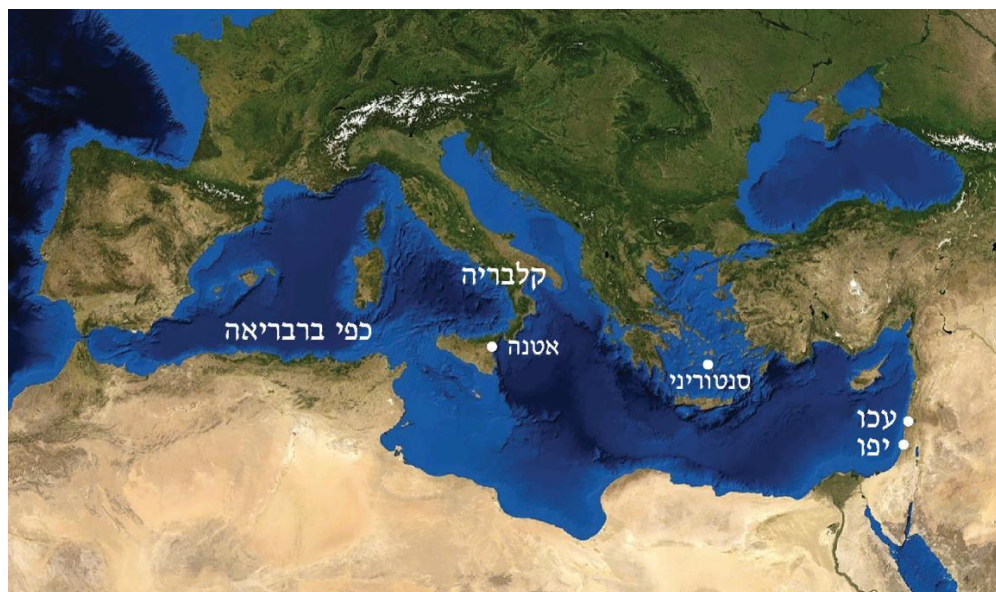 קלבריה
כפי ברבריאה
אטנה
סנטוריני
עכו
יפו